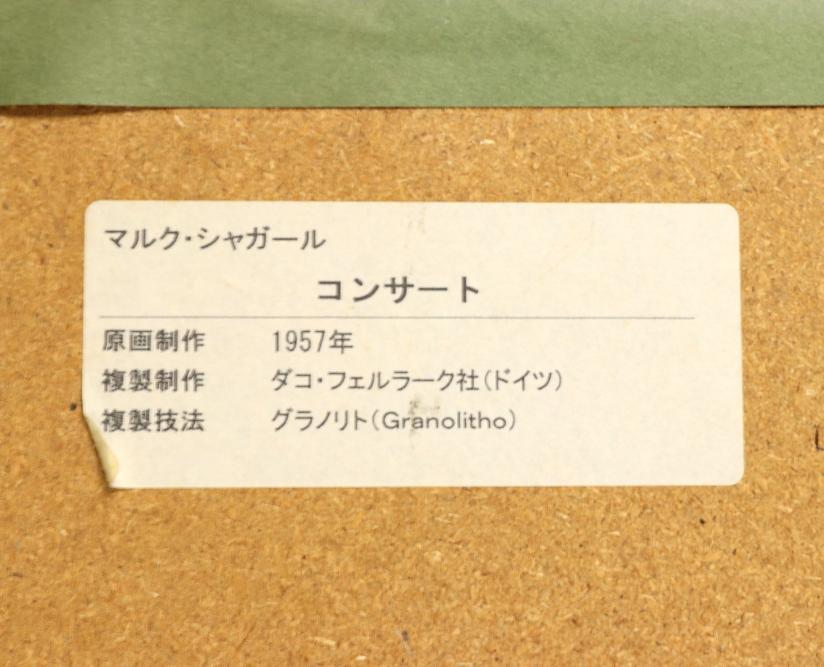 マルク・シャガール
コンサート
原画制作 1957年
複製制作 ダコ・フェルラーク社(ドイツ)
複製技法 グラノリト(Granolitho)